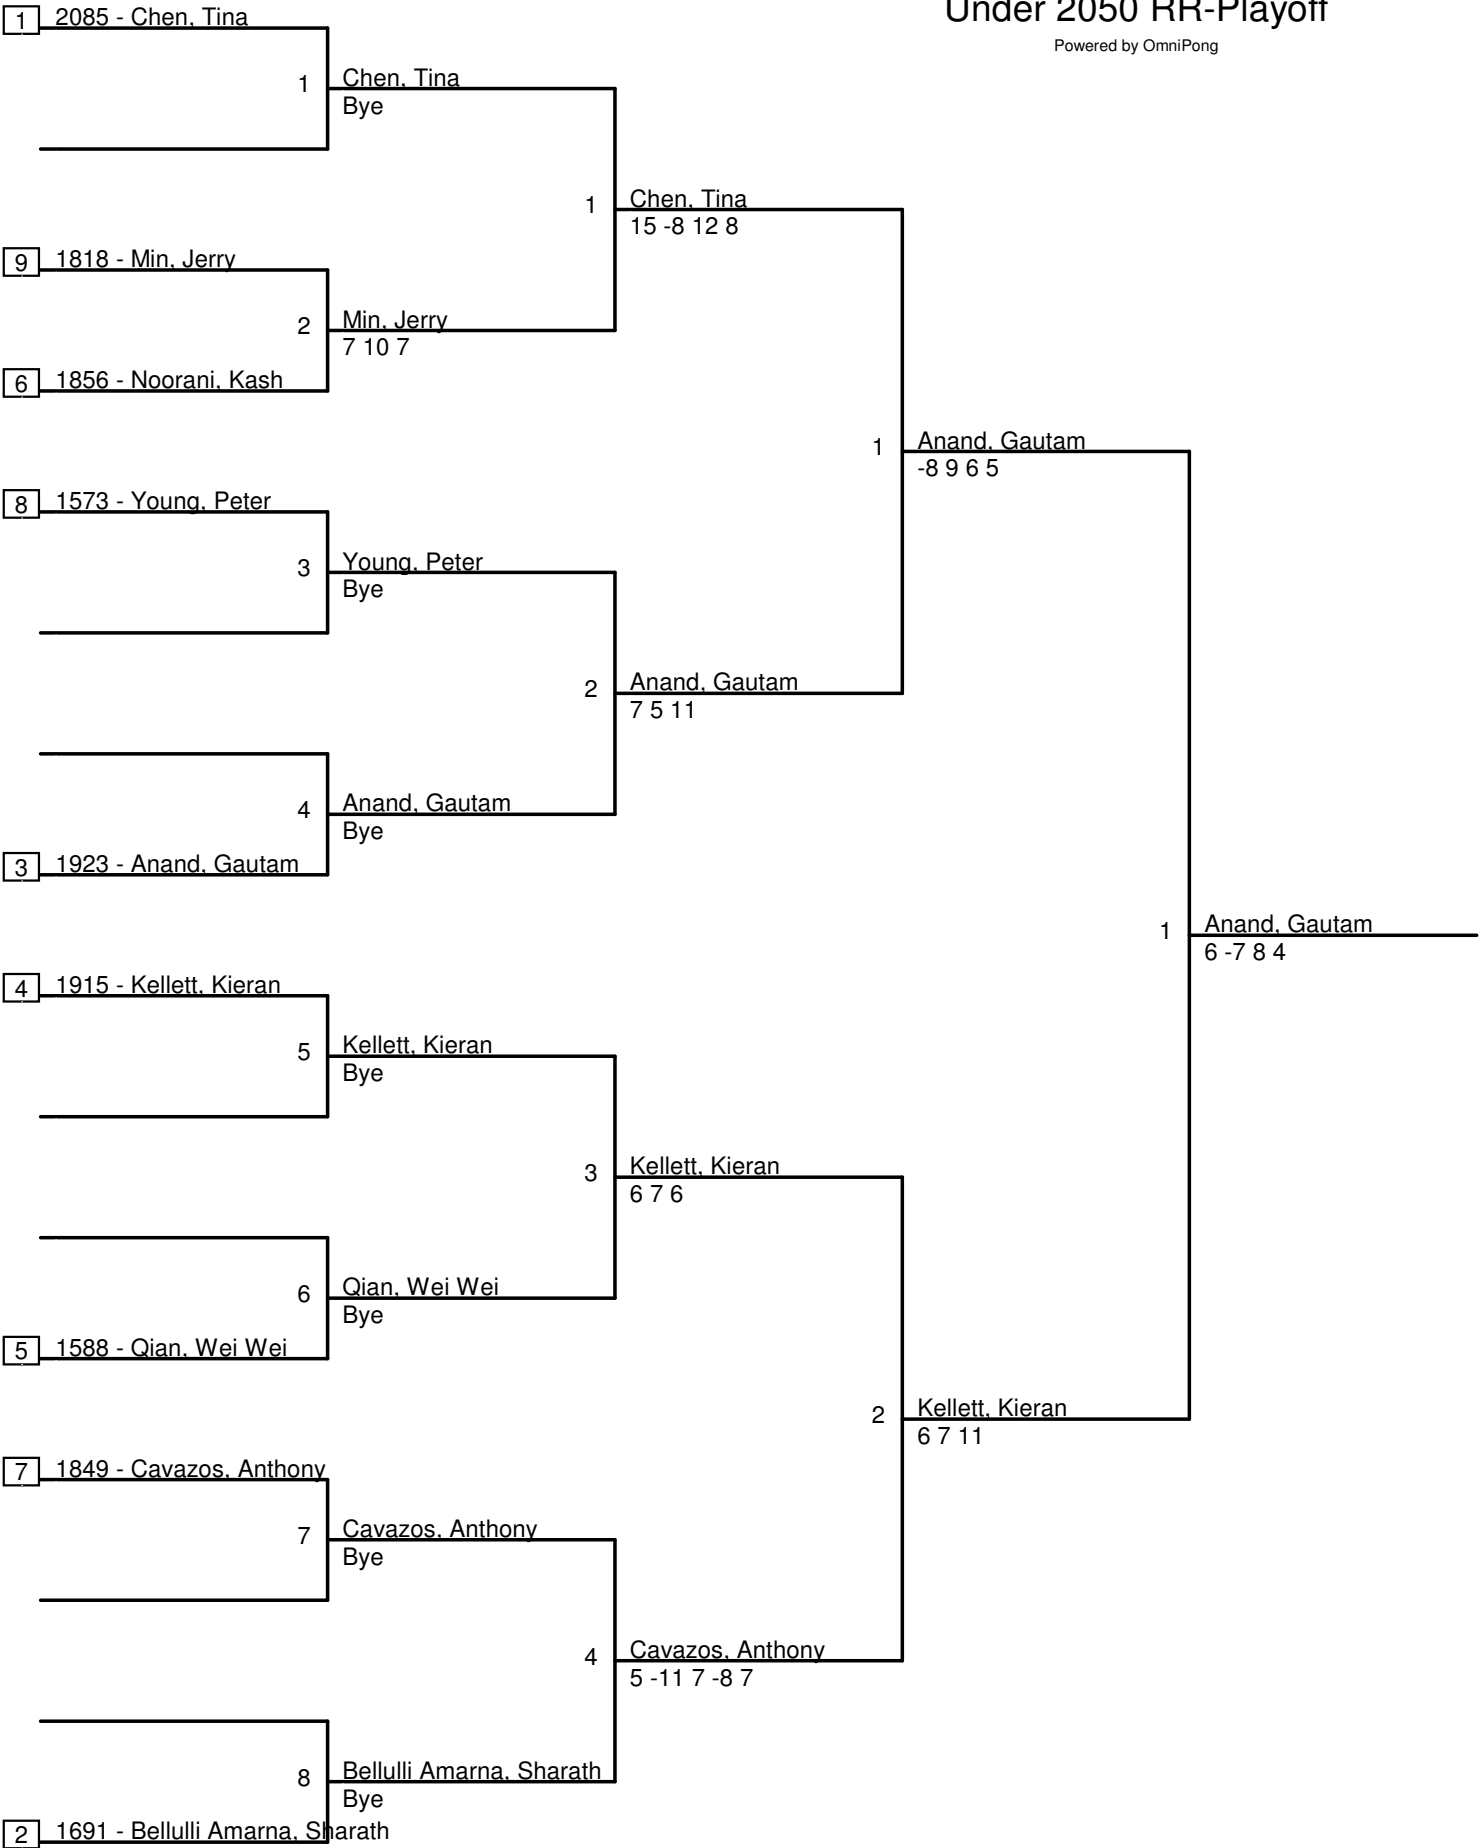 Under 2050 RR-Playoff
Powered by OmniPong
1 2085 - Chen, Tina
1 Chen, Tina
Bye
1 Chen, Tina
15 -8 12 8
9 1818 - Min, Jerry
2 Min, Jerry
7 10 7
6 1856 - Noorani, Kash
1 Anand, Gautam
-8 9 6 5
8 1573 - Young, Peter
3 Young, Peter
Bye
2 Anand, Gautam
7 5 11
4 Anand, Gautam
Bye
3 1923 - Anand, Gautam
1 Anand, Gautam
6 -7 8 4
4 1915 - Kellett, Kieran
5 Kellett, Kieran
Bye
3 Kellett, Kieran
6 7 6
6 Qian, Wei Wei
Bye
5 1588 - Qian, Wei Wei
2 Kellett, Kieran
6 7 11
7 1849 - Cavazos, Anthony
7 Cavazos, Anthony
Bye
4 Cavazos, Anthony
5 -11 7 -8 7
8 Bellulli Amarna, Sharath
Bye
2 1691 - Bellulli Amarna, Sharath